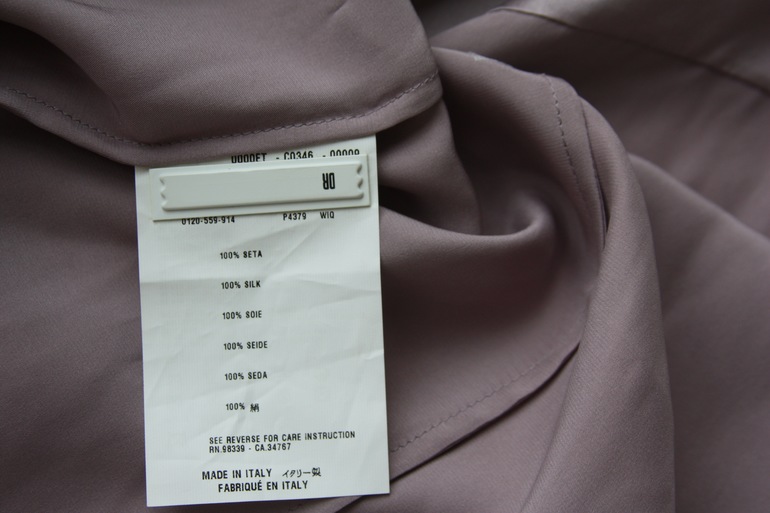 C0346 - 00009
DR
0120-559-914 P4379 WIQ
100% SETA
100% SILK
100% SOIE
100% SEIDE
100% SEDA
100% 絹
SEE REVERSE FOR CARE INSTRUCTION
RN.98339 - CA.34767
MADE IN ITALY イタリー製
FABRIQUÉ EN ITALY